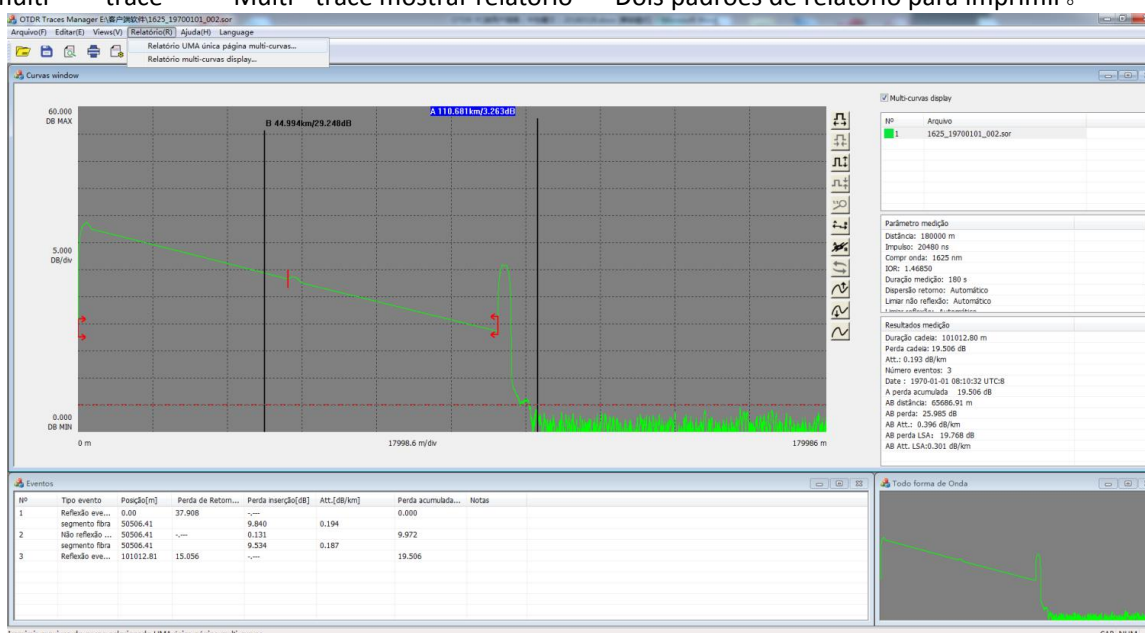 multi trace Multi - trace mostrar relatório Dois padrões de relatório para imprimir。
OTDR Traces Manager E\客户端软件\1625_19700101_002.sor
Arquivo(F) Editar(E) Views(V) Relatório(R) Ajuda(H) Language
Relatório UMA única página multi-curvas...
Relatório multi-curvas display...
Curvas window
60.000
DB MAX
B 44.994km/29.248dB
A 110.681km/3.263dB
5.000
DB/div
0.000
DB MIN
0 m
17998.6 m/div
179986 m
Multi-curvas display
Nº Arquivo
1 1625_19700101_002.sor
Parâmetro medição
Distância: 180000 m
Impulso: 20480 ns
Compr onda: 1625 nm
IOR: 1.46850
Duração medição: 180 s
Dispersão retorno: Automático
Limiar não reflexão: Automático
Resultados medição
Duração cadeia: 101012.80 m
Perda cadeia: 19.506 dB
Att.: 0.193 dB/km
Número eventos: 3
Date : 1970-01-01 08:10:32 UTC:8
A perda acumulada 19.506 dB
AB distância: 65686.91 m
AB perda: 25.985 dB
AB Att.: 0.396 dB/km
AB perda LSA: 19.768 dB
AB Att. LSA:0.301 dB/km
Eventos
Nº Tipo evento Posição[m] Perda de Retorn... Perda inserção[dB] Att.[dB/km] Perda acumulada... Notas
1 Reflexão eve... 0.00 37.908 -.--- 0.000
segmento fibra 50506.41 9.840 0.194
2 Não reflexão ... 50506.41 -.--- 0.131 9.972
segmento fibra 50506.41 9.534 0.187
3 Reflexão eve... 101012.81 15.056 -.--- 19.506
Todo forma de Onda
CAP NUM